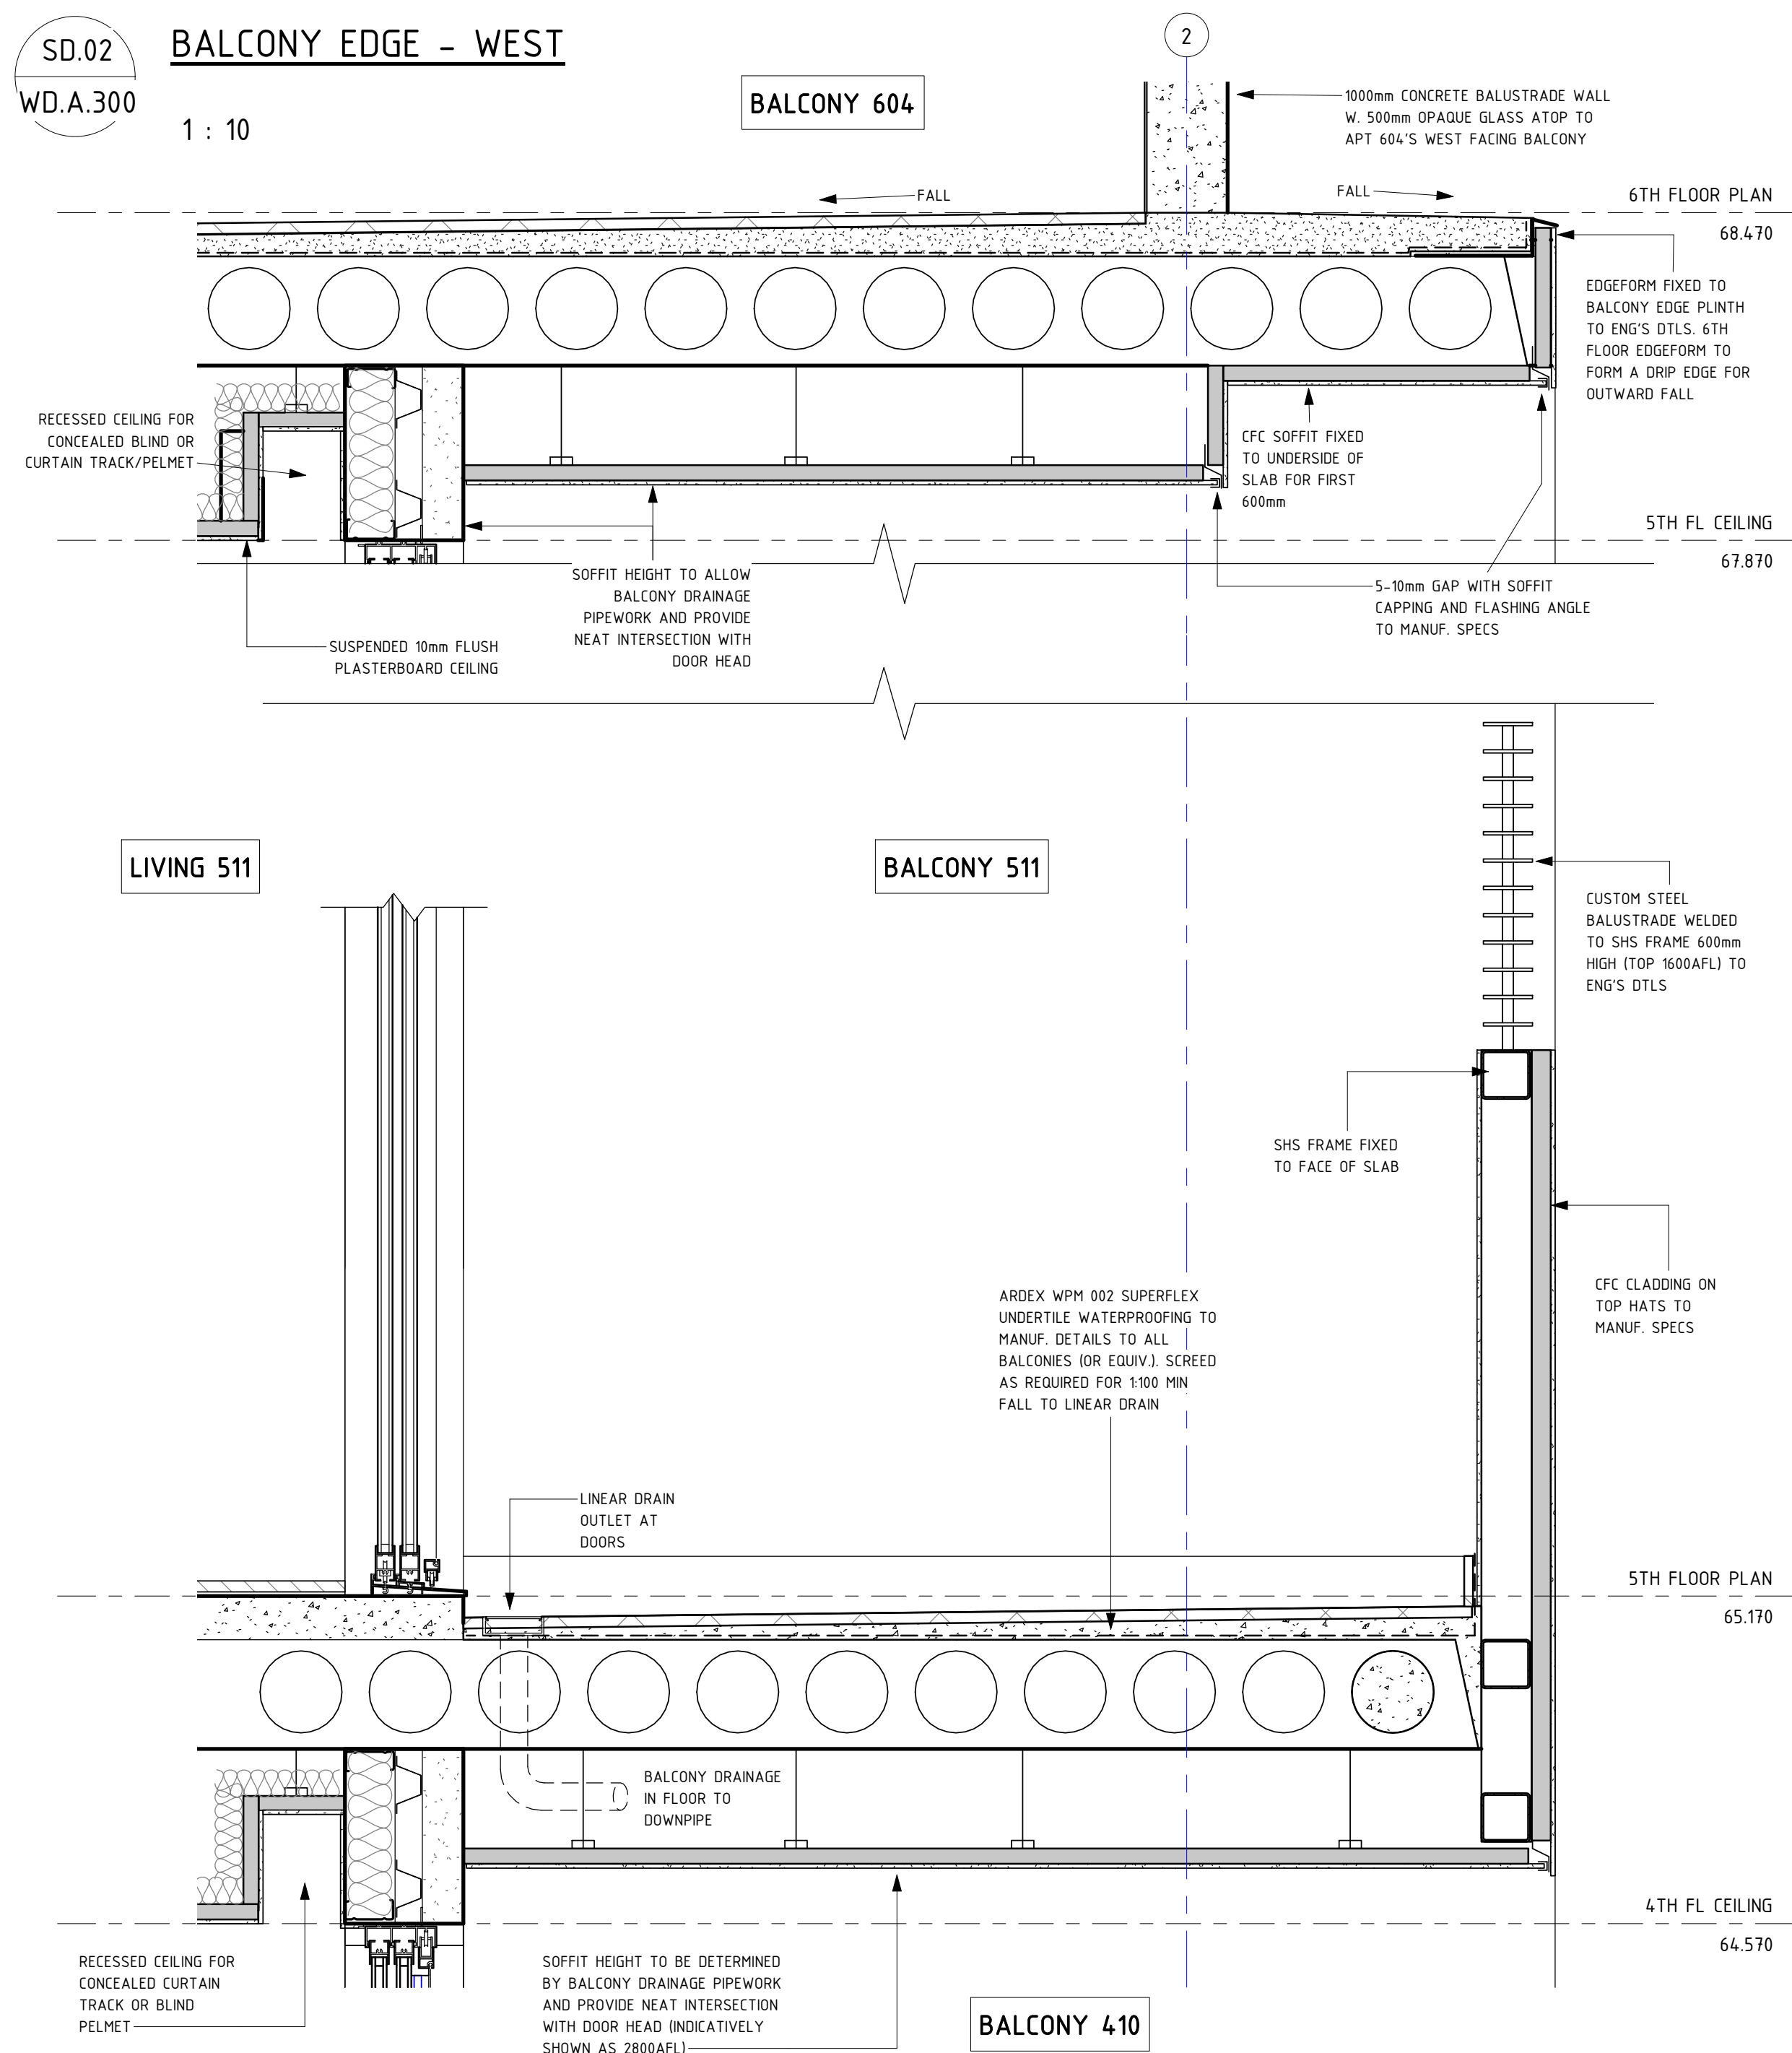 SD.02
WD.A.300
BALCONY EDGE - WEST
1 : 10
BALCONY 604
2
1000mm CONCRETE BALUSTRADE WALL
W. 500mm OPAQUE GLASS ATOP TO
APT 604'S WEST FACING BALCONY
FALL
FALL
6TH FLOOR PLAN
68.470
EDGEFORM FIXED TO
BALCONY EDGE PLINTH
TO ENG'S DTLS. 6TH
FLOOR EDGEFORM TO
FORM A DRIP EDGE FOR
OUTWARD FALL
RECESSED CEILING FOR
CONCEALED BLIND OR
CURTAIN TRACK/PELMET
CFC SOFFIT FIXED
TO UNDERSIDE OF
SLAB FOR FIRST
600mm
5TH FL CEILING
67.870
SOFFIT HEIGHT TO ALLOW
BALCONY DRAINAGE
PIPEWORK AND PROVIDE
NEAT INTERSECTION WITH
DOOR HEAD
5-10mm GAP WITH SOFFIT
CAPPING AND FLASHING ANGLE
TO MANUF. SPECS
SUSPENDED 10mm FLUSH
PLASTERBOARD CEILING
LIVING 511
BALCONY 511
CUSTOM STEEL
BALUSTRADE WELDED
TO SHS FRAME 600mm
HIGH (TOP 1600AFL) TO
ENG'S DTLS
SHS FRAME FIXED
TO FACE OF SLAB
CFC CLADDING ON
TOP HATS TO
MANUF. SPECS
ARDEX WPM 002 SUPERFLEX
UNDERTILE WATERPROOFING TO
MANUF. DETAILS TO ALL
BALCONIES (OR EQUIV.). SCREED
AS REQUIRED FOR 1:100 MIN
FALL TO LINEAR DRAIN
LINEAR DRAIN
OUTLET AT
DOORS
5TH FLOOR PLAN
65.170
BALCONY DRAINAGE
IN FLOOR TO
DOWNPIPE
4TH FL CEILING
64.570
RECESSED CEILING FOR
CONCEALED CURTAIN
TRACK OR BLIND
PELMET
SOFFIT HEIGHT TO BE DETERMINED
BY BALCONY DRAINAGE PIPEWORK
AND PROVIDE NEAT INTERSECTION
WITH DOOR HEAD (INDICATIVELY
SHOWN AS 2800AFL)
BALCONY 410